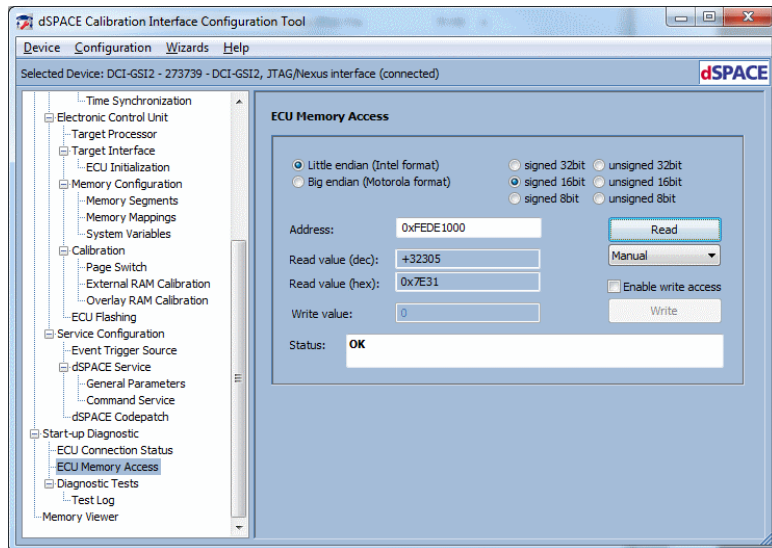 dSPACE Calibration Interface Configuration Tool
Device Configuration Wizards Help
Selected Device: DCI-GSI2 - 273739 - DCI-GSI2, JTAG/Nexus interface (connected)
dSPACE
Time Synchronization
Electronic Control Unit
Target Processor
Target Interface
ECU Initialization
Memory Configuration
Memory Segments
Memory Mappings
System Variables
Calibration
Page Switch
External RAM Calibration
Overlay RAM Calibration
ECU Flashing
Service Configuration
Event Trigger Source
dSPACE Service
General Parameters
Command Service
dSPACE Codepatch
Start-up Diagnostic
ECU Connection Status
ECU Memory Access
Diagnostic Tests
Test Log
Memory Viewer
ECU Memory Access
Little endian (Intel format) signed 32bit unsigned 32bit
Big endian (Motorola format) signed 16bit unsigned 16bit
signed 8bit unsigned 8bit
Address: 0xFEDE1000 Read
Read value (dec): +32305 Manual
Read value (hex): 0x7E31 Enable write access
Write value: 0 Write
Status: OK